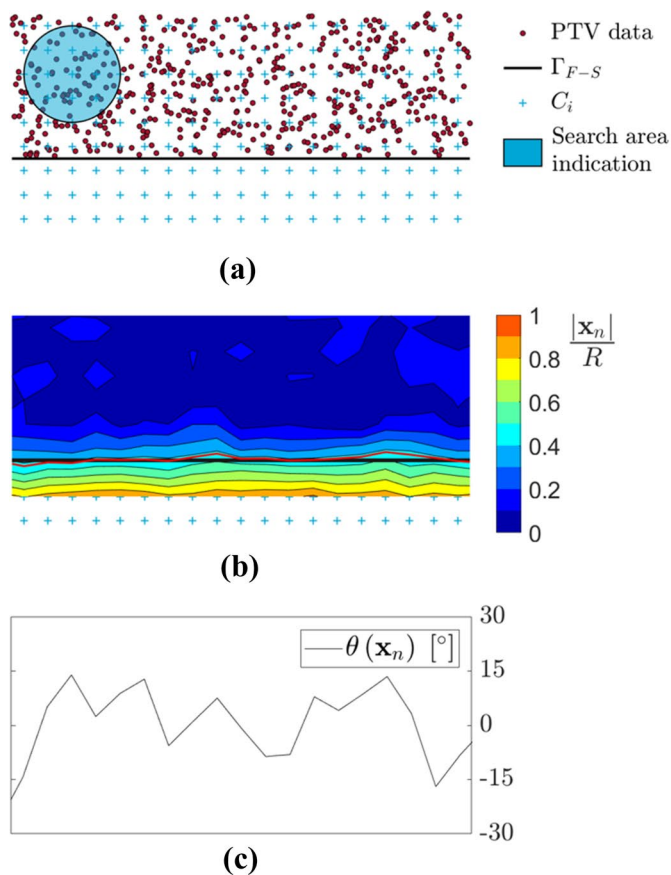 PTV data
Γ_{F−S}
C_i
Search area
indication
(a)
1
0.8
0.6
0.4
0.2
0
|x_n|
R
(b)
30
15
0
-15
-30
θ (x_n) [°]
(c)